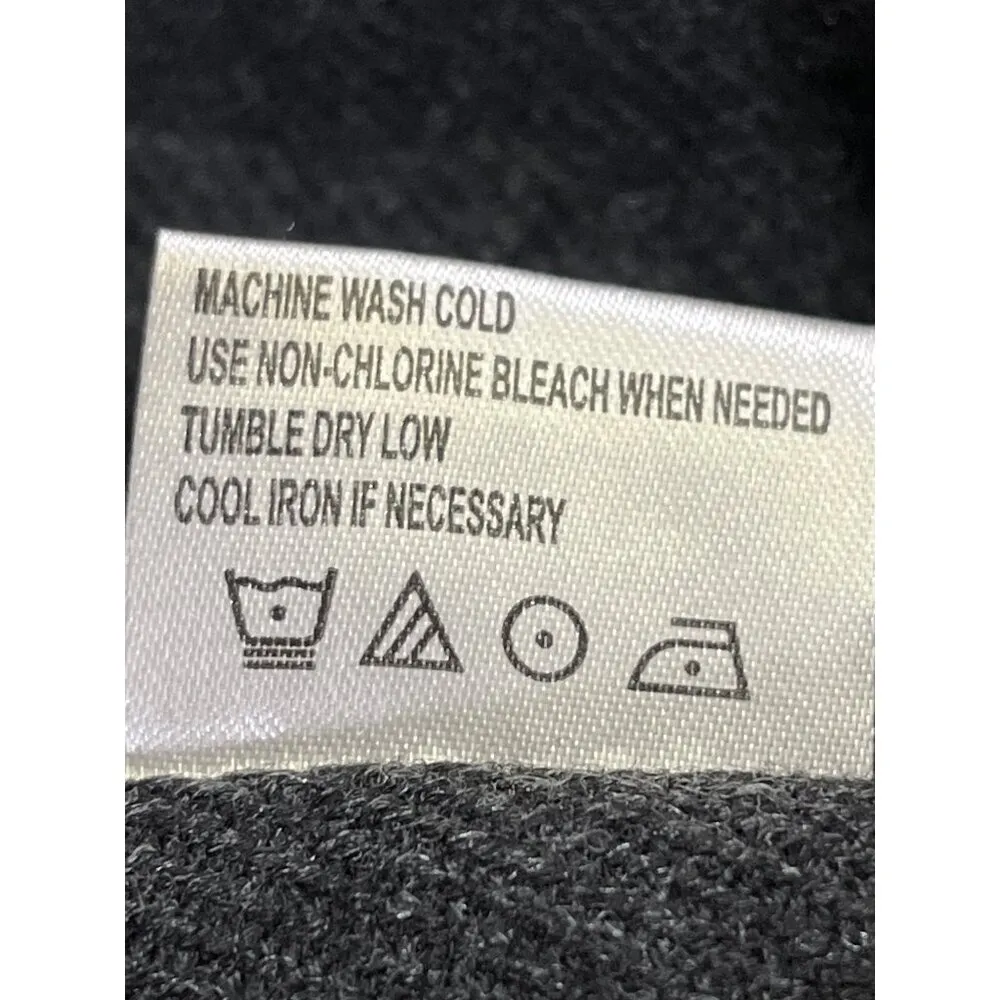 MACHINE WASH COLD
USE NON-CHLORINE BLEACH WHEN NEEDED
TUMBLE DRY LOW
COOL IRON IF NECESSARY